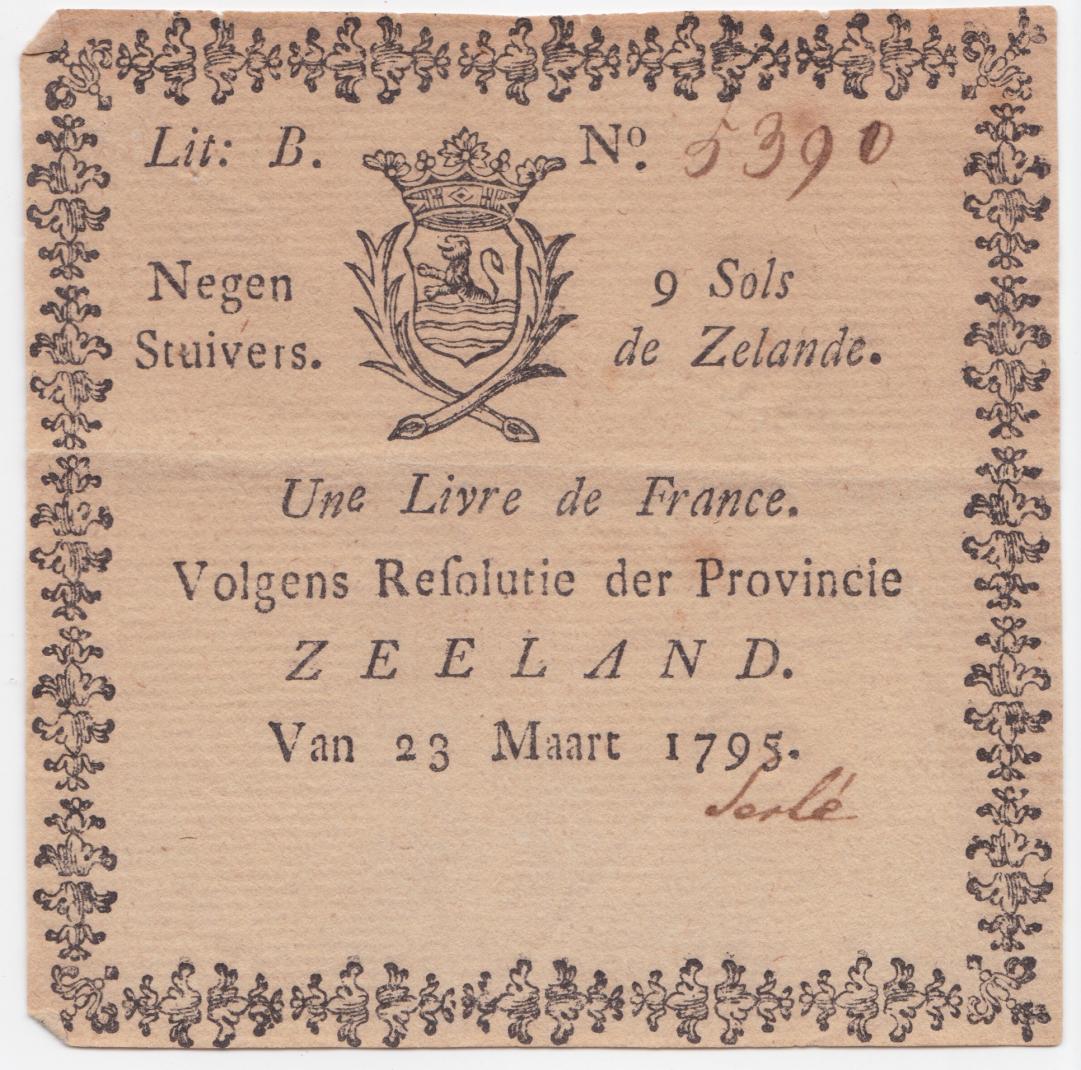 Lit: B. Nº. 5390
Negen 9 Sols
Stuivers. de Zelande.
Une Livre de France.
Volgens Reſolutie der Provincie
ZEELAND.
Van 23 Maart 1795.
Serlé